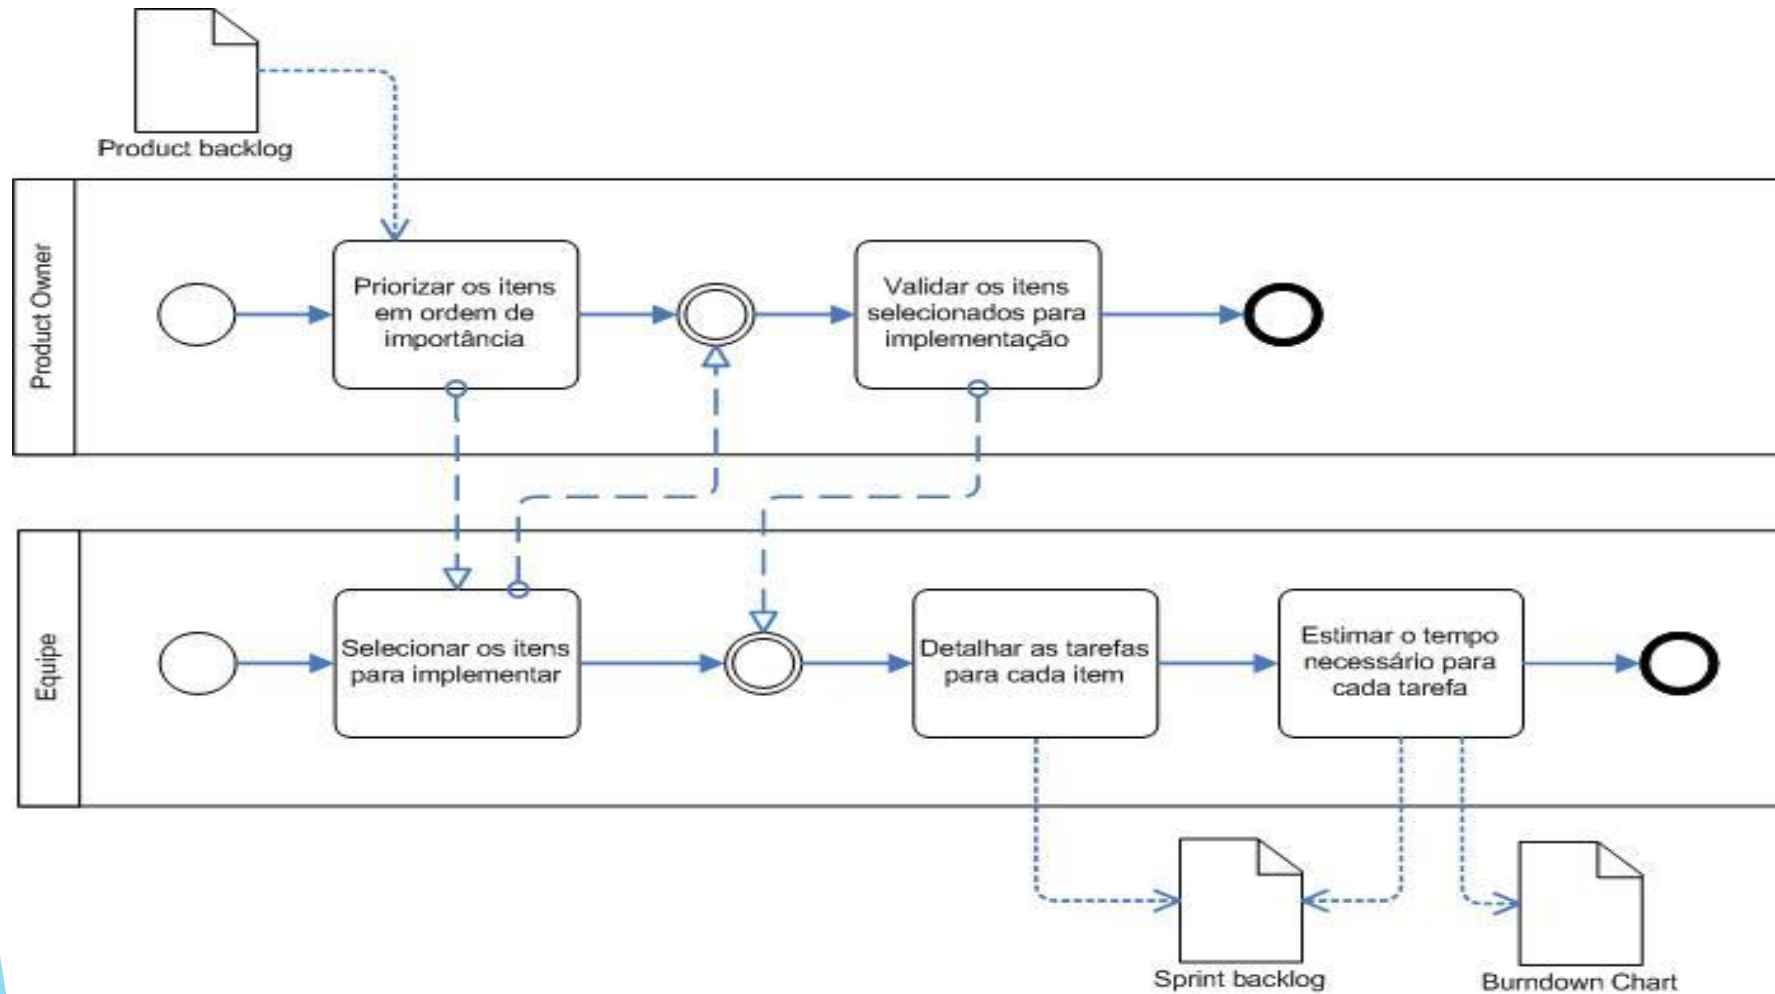 Product backlog
Product Owner
Priorizar os itens
em ordem de
importância
Validar os itens
selecionados para
implementação
Equipe
Selecionar os itens
para implementar
Detalhar as tarefas
para cada item
Estimar o tempo
necessário para
cada tarefa
Sprint backlog
Burndown Chart